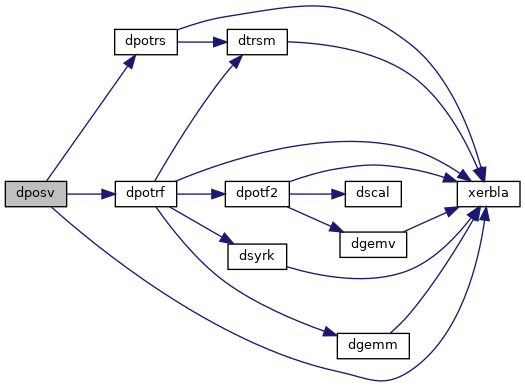 dpotrs
dtrsm
dposv
dpotrf
dpotf2
dscal
xerbla
dgemv
dsyrk
dgemm